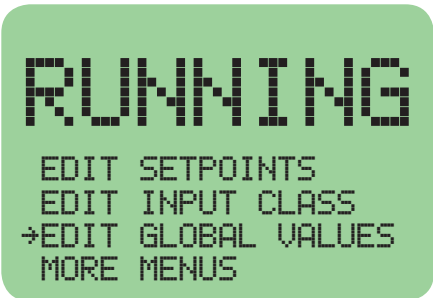 RUNNING
EDIT SETPOINTS
EDIT INPUT CLASS
→EDIT GLOBAL VALUES
MORE MENUS